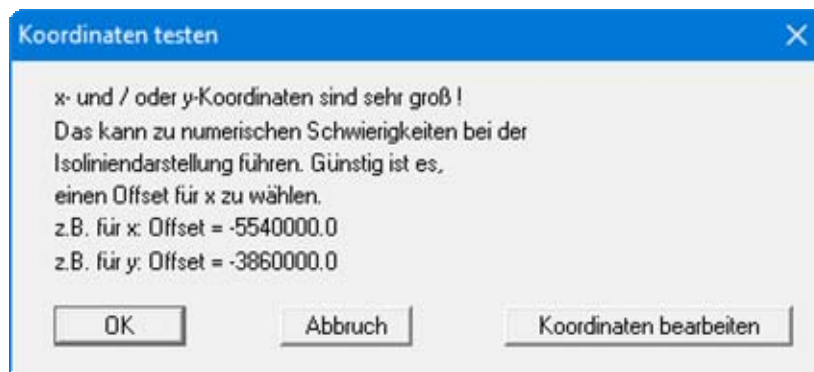 Koordinaten testen
x- und / oder y-Koordinaten sind sehr groß !
Das kann zu numerischen Schwierigkeiten bei der
Isoliniendarstellung führen. Günstig ist es,
einen Offset für x zu wählen.
z.B. für x: Offset = -5540000.0
z.B. für y: Offset = -3860000.0
OK
Abbruch
Koordinaten bearbeiten